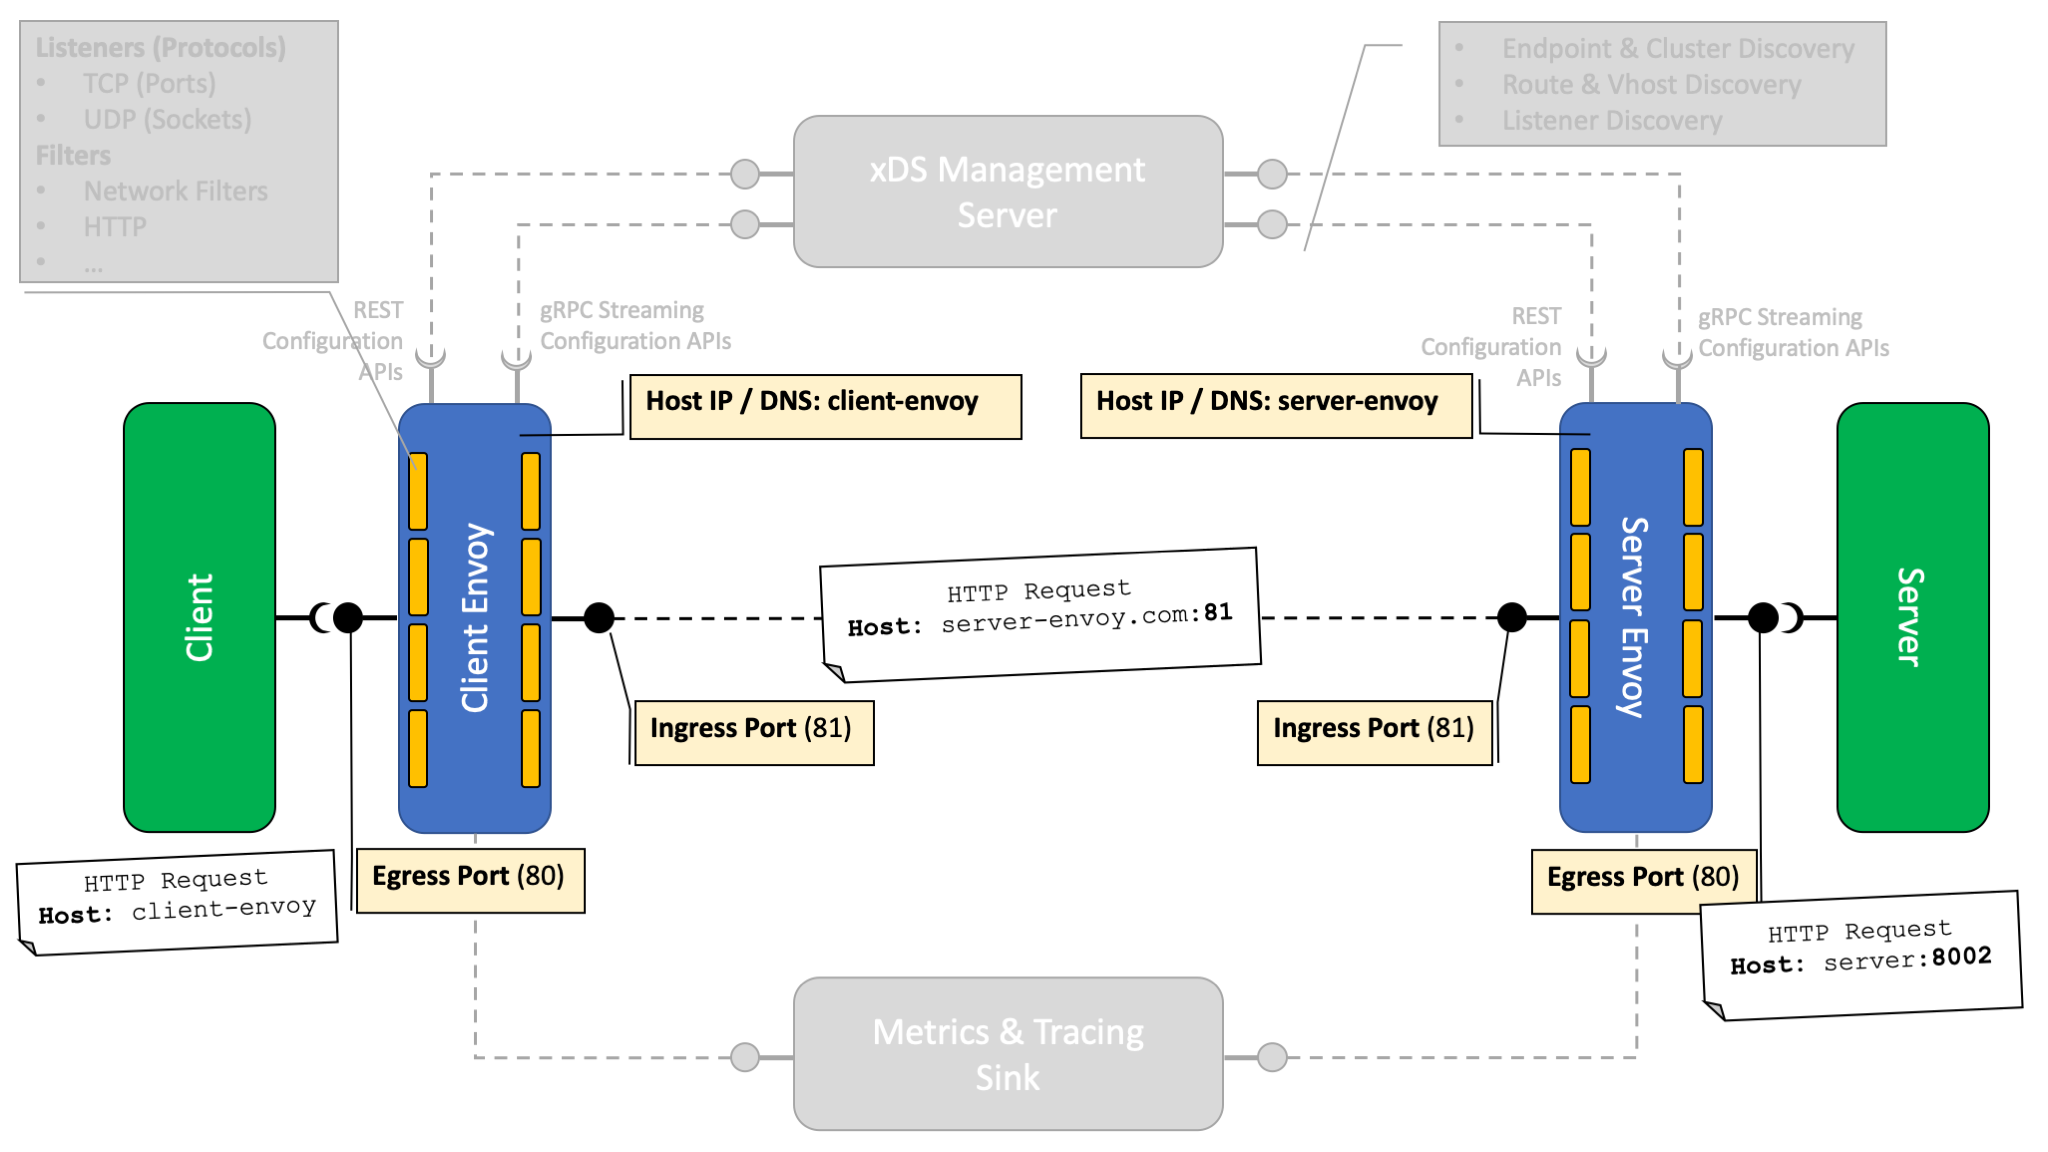 Listeners (Protocols)
• TCP (Ports)
• UDP (Sockets)
Filters
• Network Filters
• HTTP
• ...
• Endpoint & Cluster Discovery
• Route & Vhost Discovery
• Listener Discovery
xDS Management
Server
REST
Configuration
APIs
gRPC Streaming
Configuration APIs
REST
Configuration
APIs
gRPC Streaming
Configuration APIs
Host IP / DNS: client-envoy
Host IP / DNS: server-envoy
Client
Client Envoy
HTTP Request
Host: server-envoy.com:81
Server Envoy
Server
Ingress Port (81)
Ingress Port (81)
HTTP Request
Host: client-envoy
Egress Port (80)
Egress Port (80)
HTTP Request
Host: server:8002
Metrics & Tracing
Sink